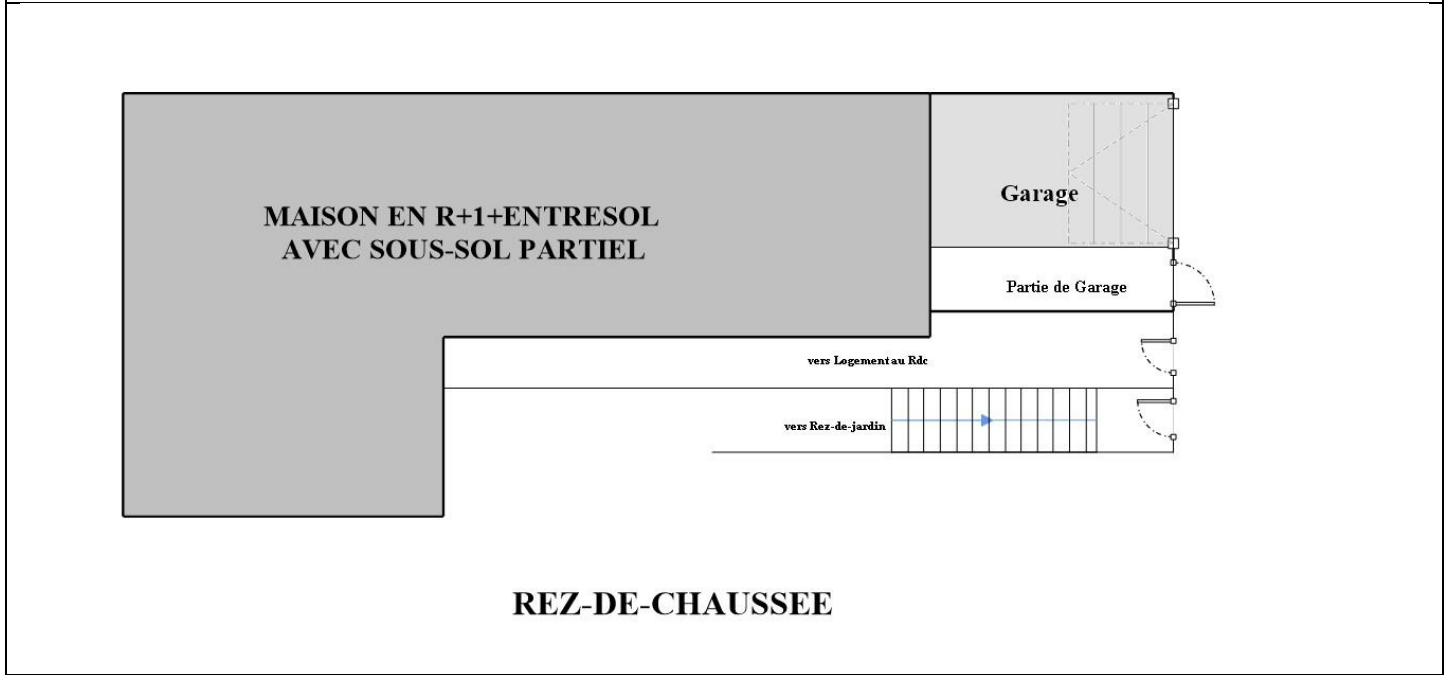 MAISON EN R+1+ENTRESOL
AVEC SOUS-SOL PARTIEL
Garage
Partie de Garage
vers Logement au Rdc
vers Rez-de-jardin
REZ-DE-CHAUSSEE